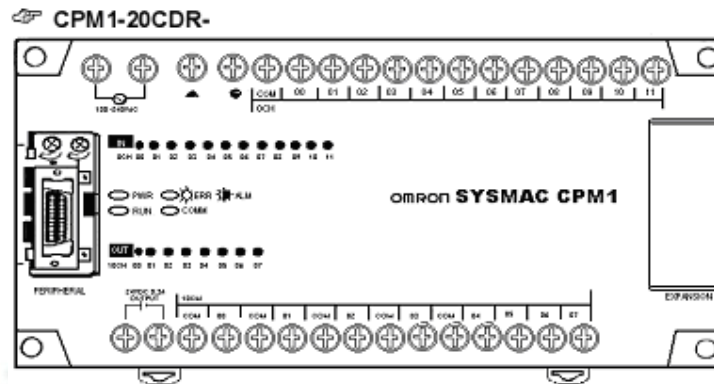 CPM1-20CDR-
COM 00 01 02 03 04 05 06 07 08 09 10 11
100-240VAC
0CH
IN
0CH 00 01 02 03 04 05 06 07 08 09 10 11
PWR ERR ALM
RUN COMM
OMRON SYSMAC CPM1
OUT
10CH 00 01 02 03 04 05 06 07
PERIPHERAL
EXPANSION
24VDC 0.3A
OUTPUT
10CH
COM 00 COM 01 COM 02 COM 03 COM 04 05 06 07